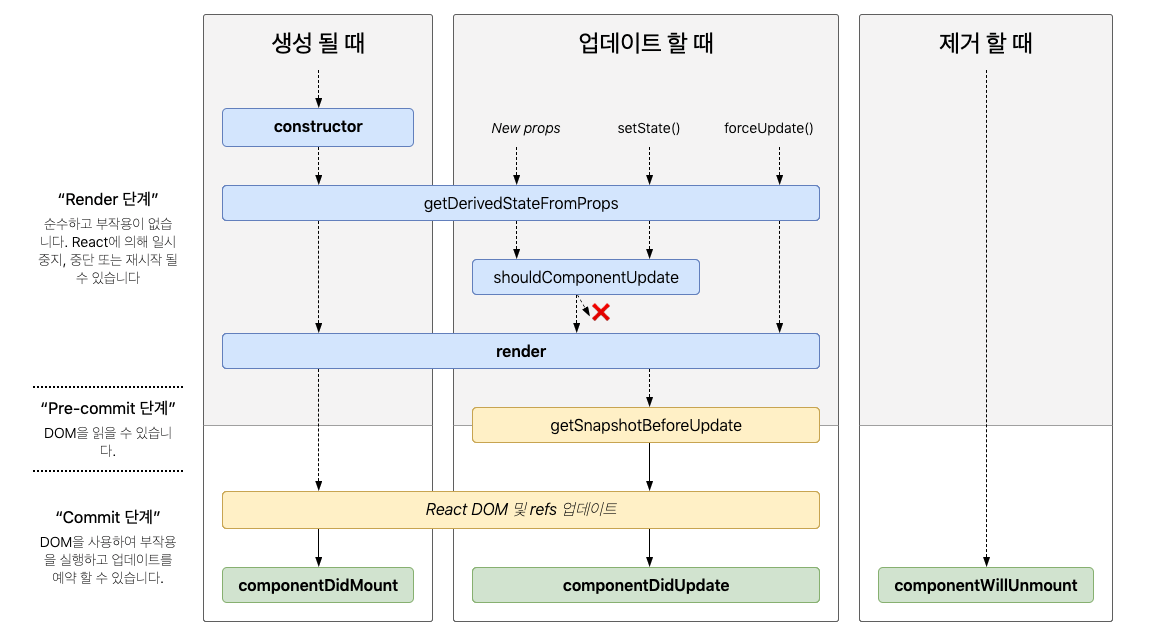 생성 될 때
업데이트 할 때
제거 할 때
constructor
New props
setState()
forceUpdate()
“Render 단계”
순수하고 부작용이 없습
니다. React에 의해 일시
중지, 중단 또는 재시작 될
수 있습니다
getDerivedStateFromProps
shouldComponentUpdate
render
“Pre-commit 단계”
DOM을 읽을 수 있습니
다.
getSnapshotBeforeUpdate
“Commit 단계”
DOM을 사용하여 부작용
을 실행하고 업데이트를
예약 할 수 있습니다.
React DOM 및 refs 업데이트
componentDidMount
componentDidUpdate
componentWillUnmount